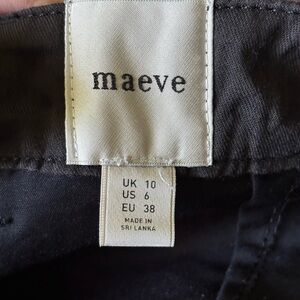 maeve
UK 10
US 6
EU 38
MADE IN
SRI LANKA